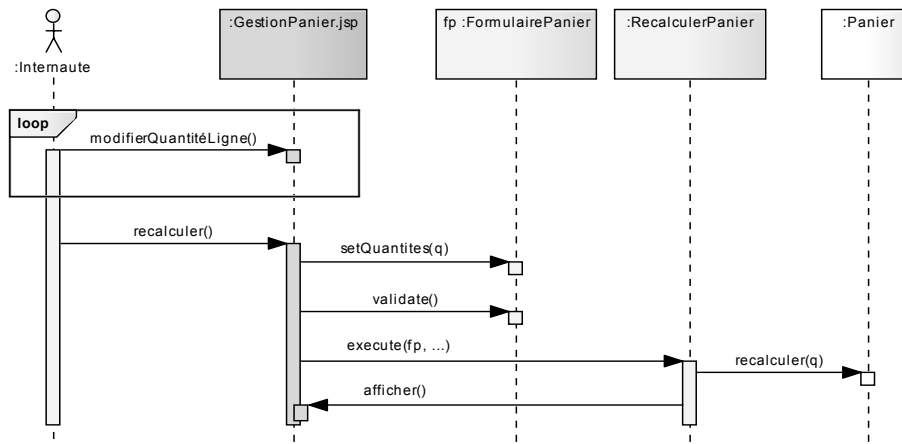 :GestionPanier.jsp
fp :FormulairePanier
:RecalculerPanier
:Panier
:Internaute
loop
modifierQuantitéLigne()
recalculer()
setQuantites(q)
validate()
execute(fp, ...)
recalculer(q)
afficher()